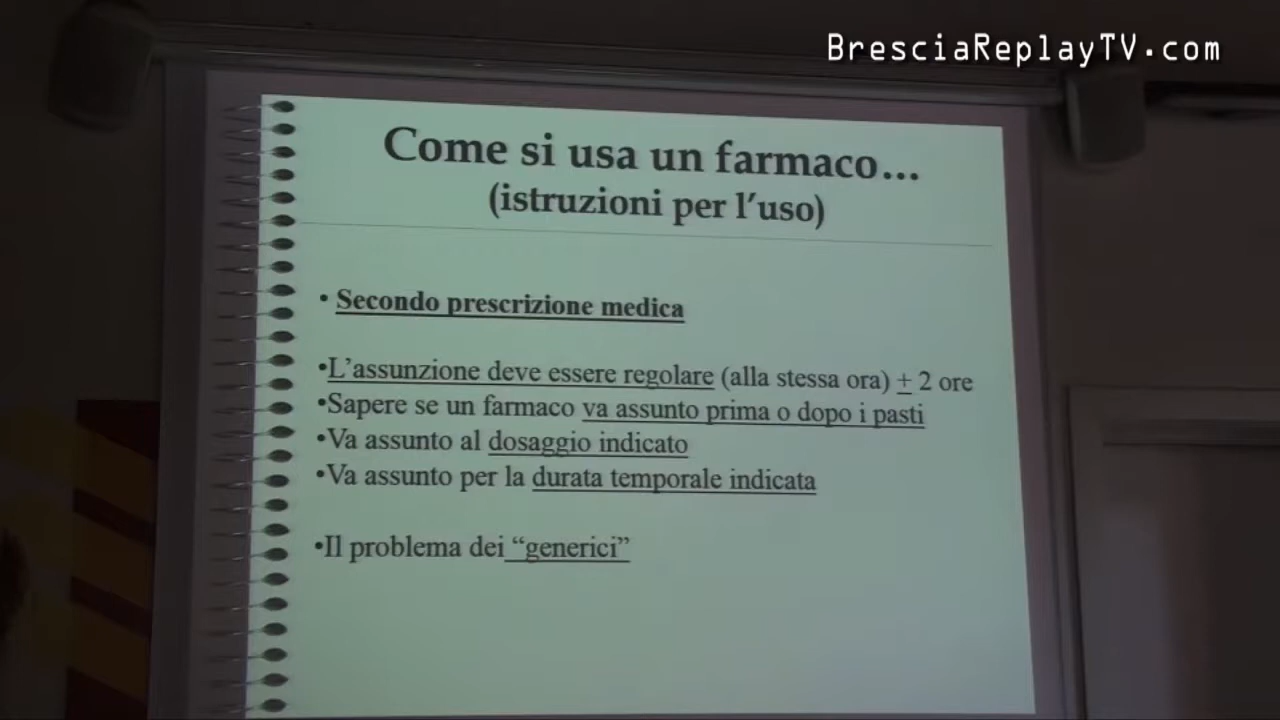 BresciaReplayTV.com
Come si usa un farmaco...
(istruzioni per l'uso)
• Secondo prescrizione medica
•L'assunzione deve essere regolare (alla stessa ora) ± 2 ore
•Sapere se un farmaco va assunto prima o dopo i pasti
•Va assunto al dosaggio indicato
•Va assunto per la durata temporale indicata
•Il problema dei “generici”